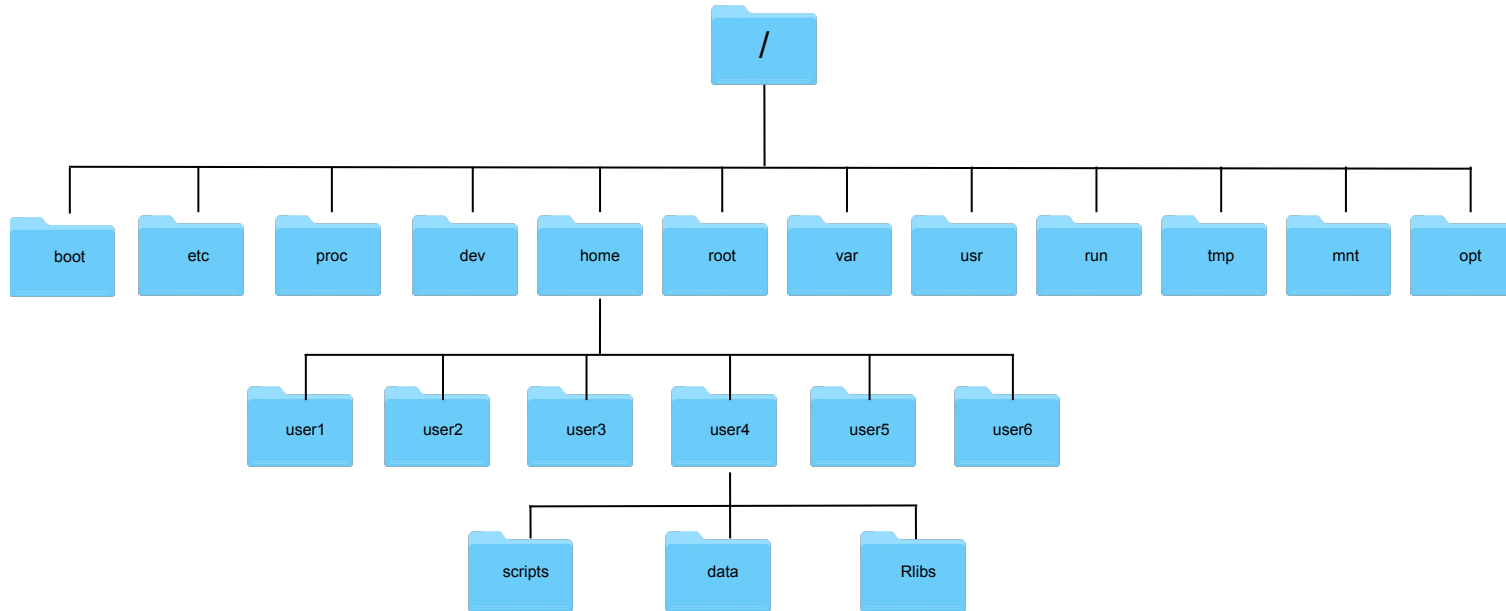 /
boot etc proc dev home root var usr run tmp mnt opt
user1 user2 user3 user4 user5 user6
scripts data Rlibs